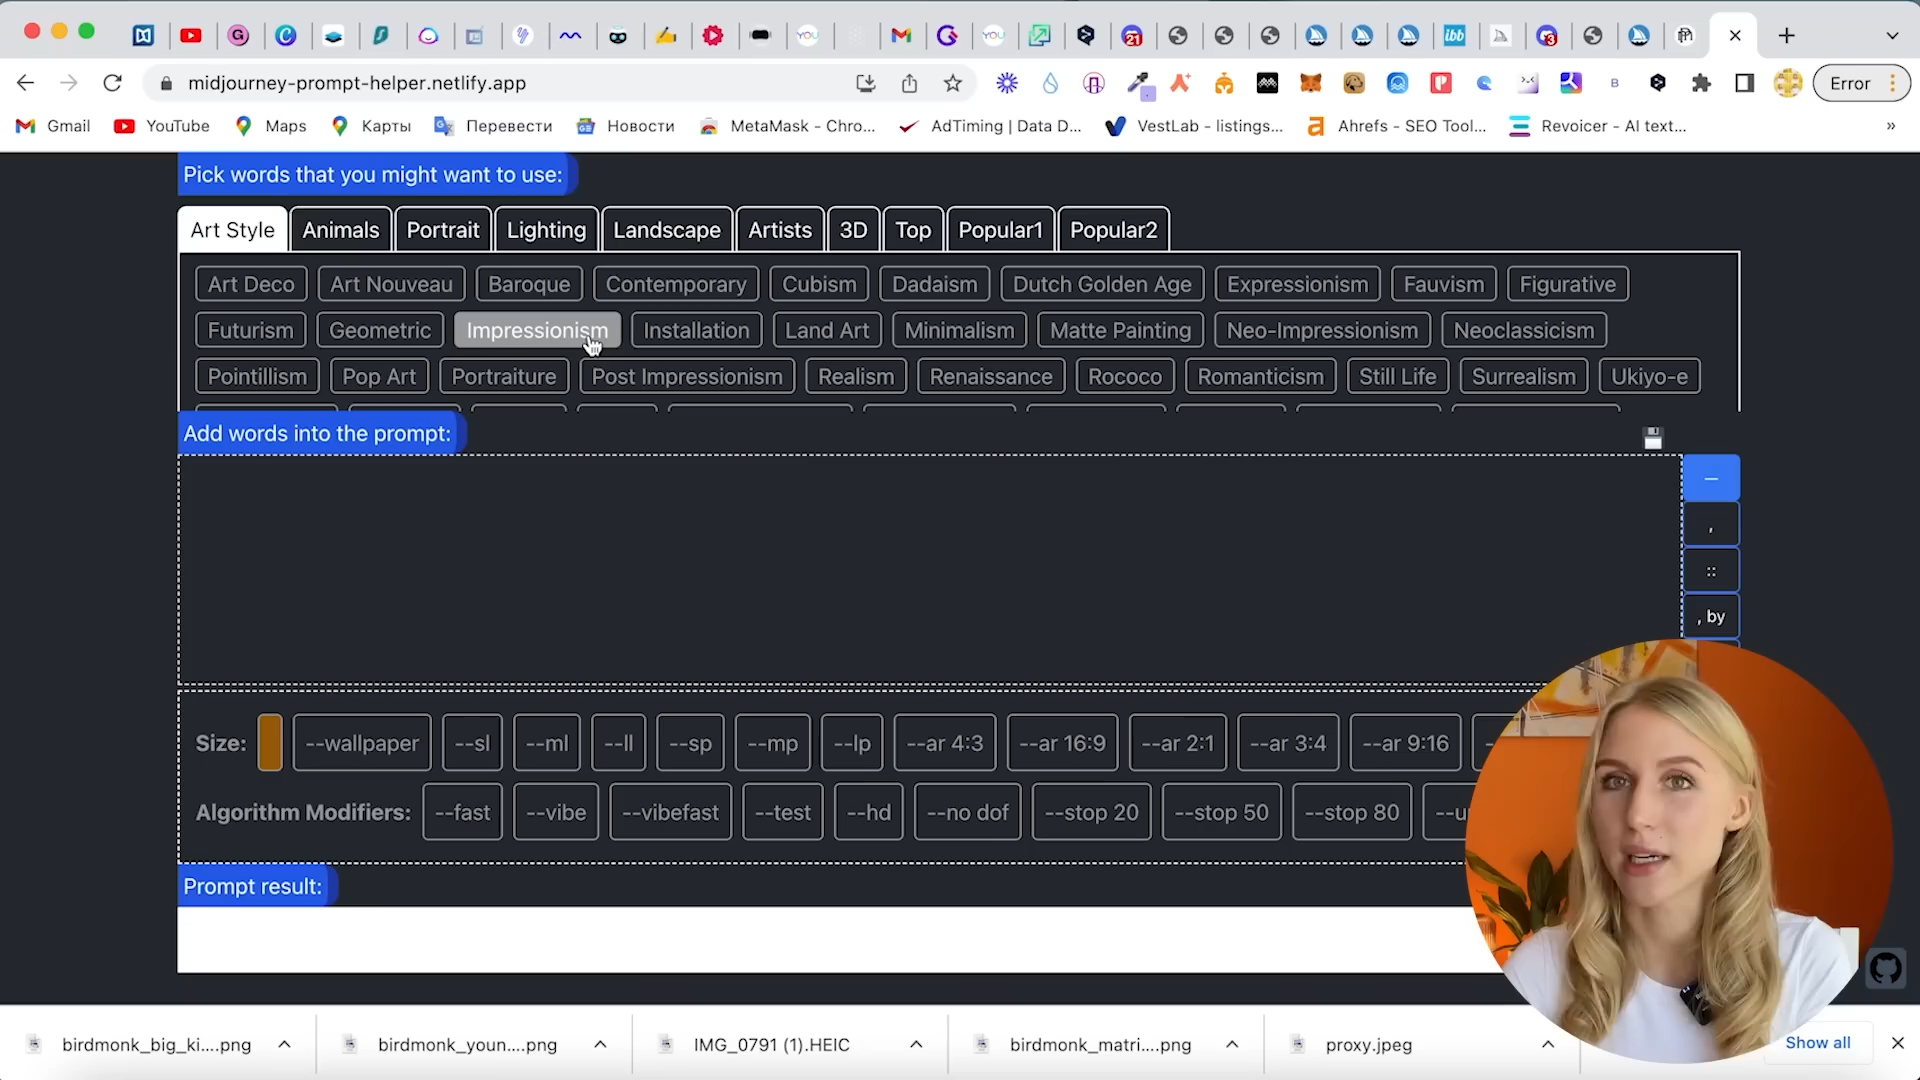 midjourney-prompt-helper.netlify.app
Error
Gmail
YouTube
Maps
Карты
Перевести
Новости
MetaMask - Chro...
AdTiming | Data D...
VestLab - listings...
Ahrefs - SEO Tool...
Revoicer - AI text...
»
Pick words that you might want to use:
Art Style Animals Portrait Lighting Landscape Artists 3D Top Popular1 Popular2
Art Deco Art Nouveau Baroque Contemporary Cubism Dadaism Dutch Golden Age Expressionism Fauvism Figurative
Futurism Geometric Impressionism Installation Land Art Minimalism Matte Painting Neo-Impressionism Neoclassicism
Pointillism Pop Art Portraiture Post Impressionism Realism Renaissance Rococo Romanticism Still Life Surrealism Ukiyo-e
Add words into the prompt:
—
,
::
, by
Size: --wallpaper --sl --ml --ll --sp --mp --lp --ar 4:3 --ar 16:9 --ar 2:1 --ar 3:4 --ar 9:16
Algorithm Modifiers: --fast --vibe --vibefast --test --hd --no dof --stop 20 --stop 50 --stop 80 --u
Prompt result:
birdmonk_big_ki....png
birdmonk_youn....png
IMG_0791 (1).HEIC
birdmonk_matri....png
proxy.jpeg
Show all